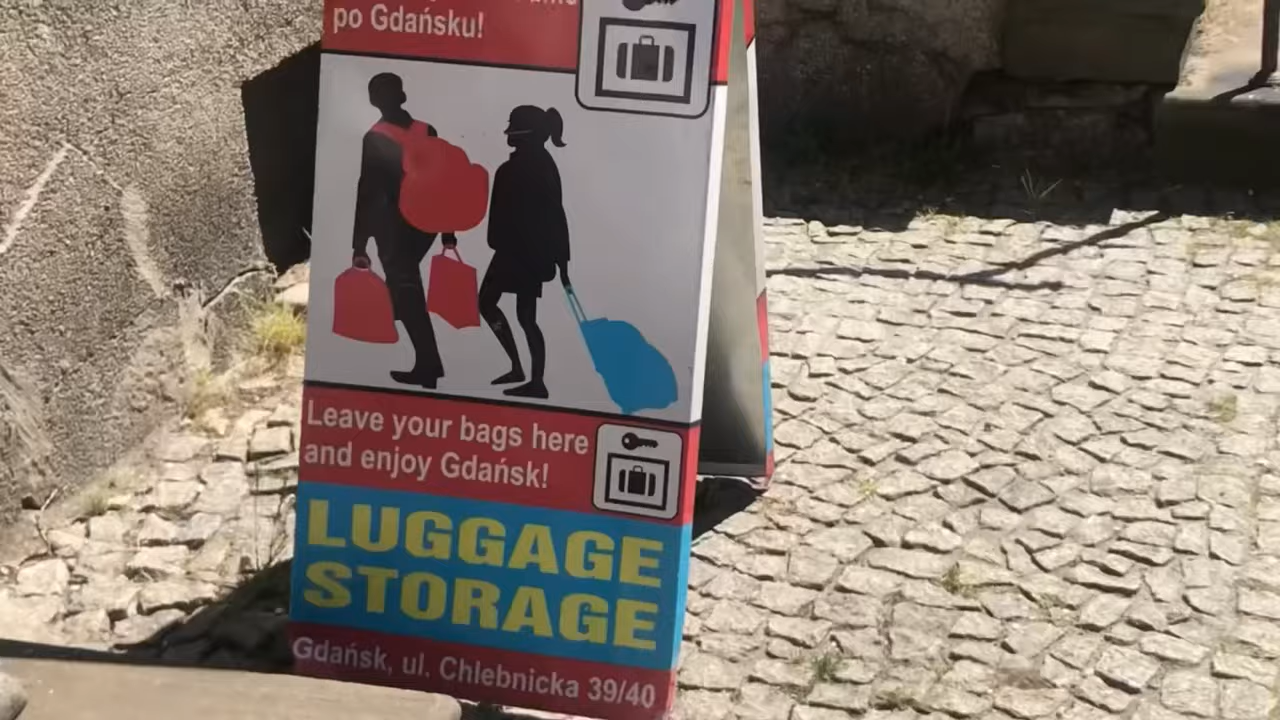 po Gdańsku!
Leave your bags here
and enjoy Gdańsk!
LUGGAGE
STORAGE
Gdańsk, ul. Chlebnicka 39/40